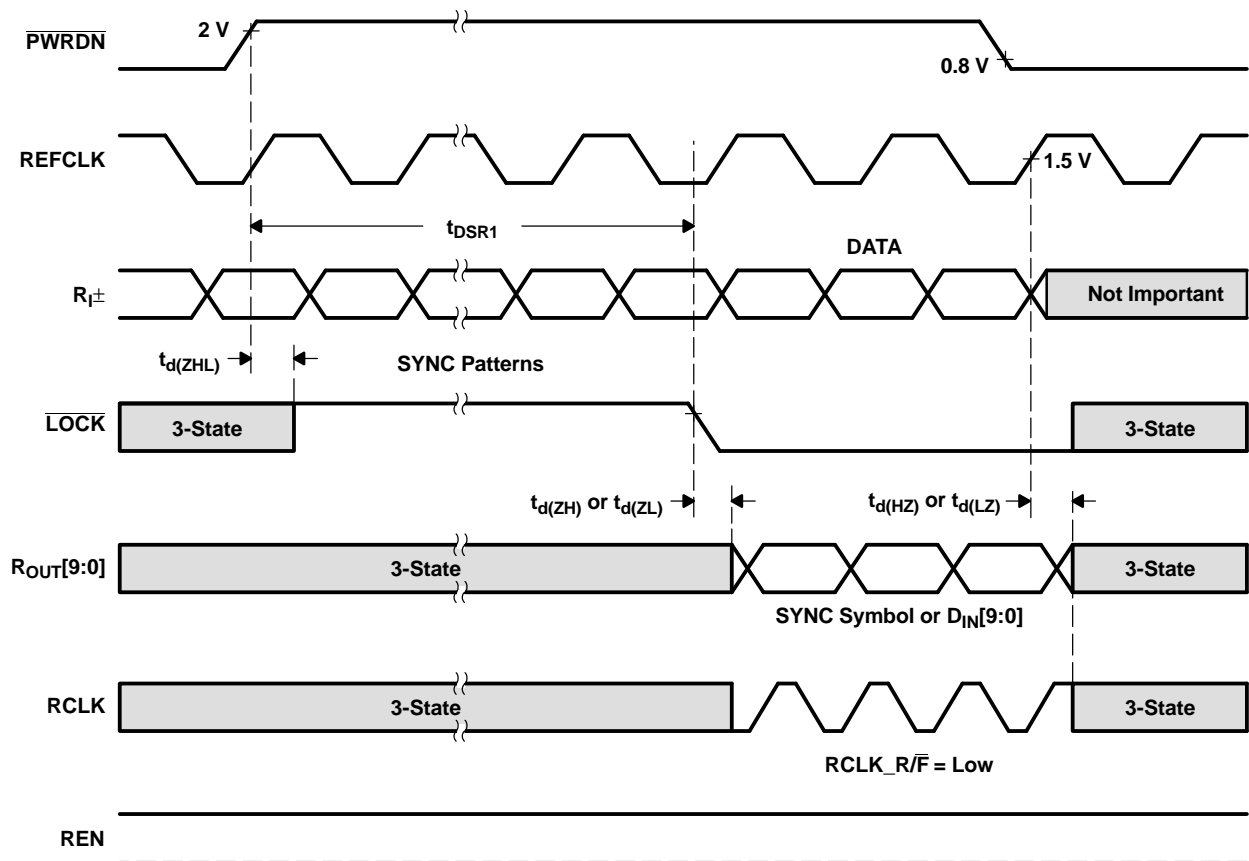 PWRDN
2 V
0.8 V
REFCLK
1.5 V
tDSR1
DATA
RI±
Not Important
td(ZHL)
SYNC Patterns
LOCK
3-State
3-State
td(ZH) or td(ZL)
td(HZ) or td(LZ)
ROUT[9:0]
3-State
3-State
SYNC Symbol or DIN[9:0]
RCLK
3-State
3-State
RCLK_R/F̅ = Low
REN